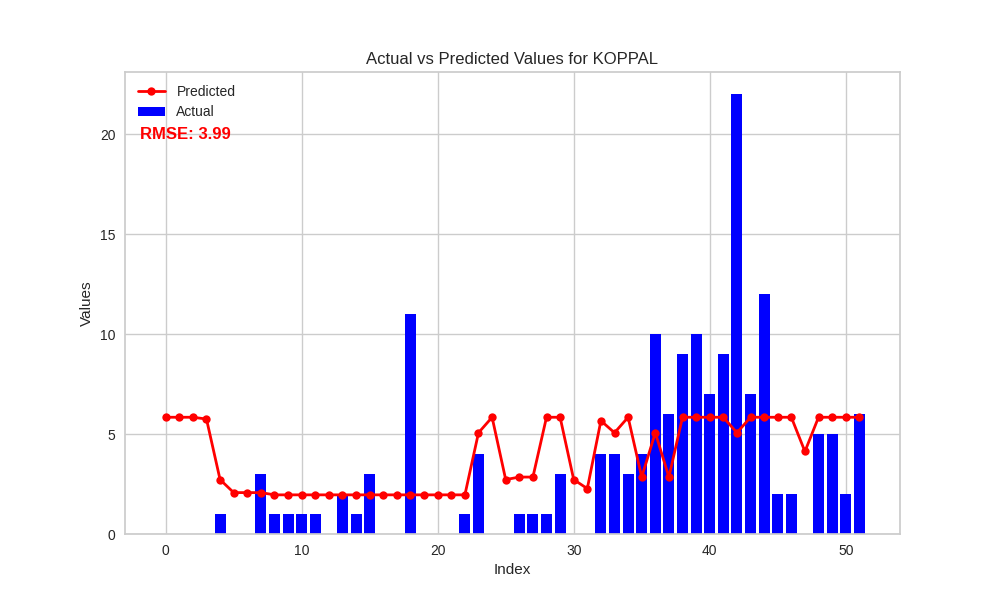 Actual vs Predicted Values for KOPPAL
Predicted
Actual
RMSE: 3.99
Values
20
15
10
5
0
0 10 20 30 40 50
Index